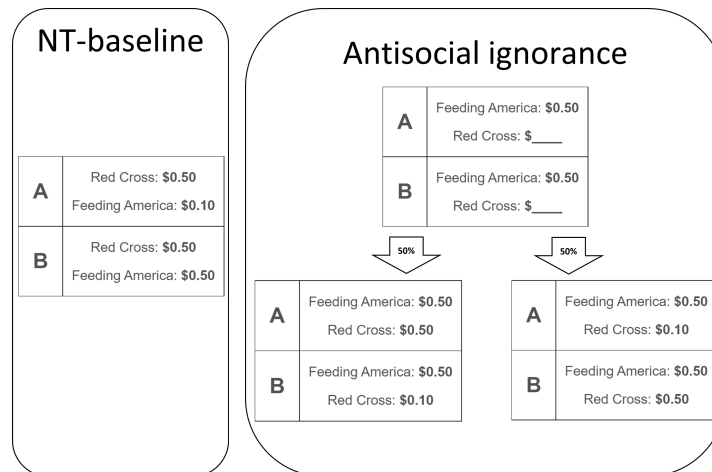 NT-baseline
A
Red Cross: $0.50
Feeding America: $0.10
B
Red Cross: $0.50
Feeding America: $0.50
Antisocial ignorance
A
Feeding America: $0.50
Red Cross: $____
B
Feeding America: $0.50
Red Cross: $____
50%
50%
A
Feeding America: $0.50
Red Cross: $0.50
B
Feeding America: $0.50
Red Cross: $0.10
A
Feeding America: $0.50
Red Cross: $0.10
B
Feeding America: $0.50
Red Cross: $0.50